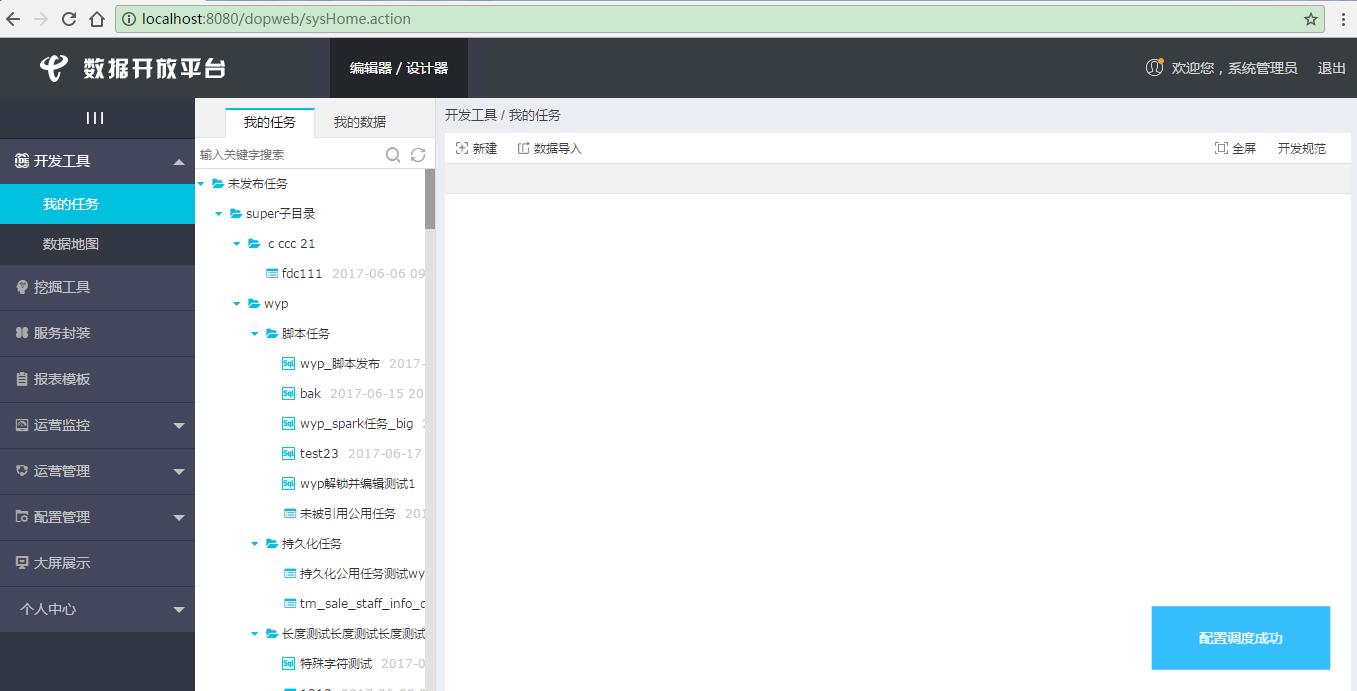 localhost:8080/dopweb/sysHome.action
数据开放平台
编辑器 / 设计器
欢迎您，系统管理员
退出
开发工具
我的任务
数据地图
挖掘工具
服务封装
报表模板
运营监控
运营管理
配置管理
大屏展示
个人中心
我的任务
我的数据
输入关键字搜索
未发布任务
super子目录
c ccc 21
fdc111 2017-06-06 09
wyp
脚本任务
wyp_脚本发布 2017-
bak 2017-06-15 20
wyp_spark任务_big
test23 2017-06-17
wyp解锁并编辑测试1
未被引用公用任务 201
持久化任务
持久化公用任务测试wy
tm_sale_staff_info_
长度测试长度测试长度测试
特殊字符测试 2017-0
开发工具 / 我的任务
新建
数据导入
全屏
开发规范
配置调度成功